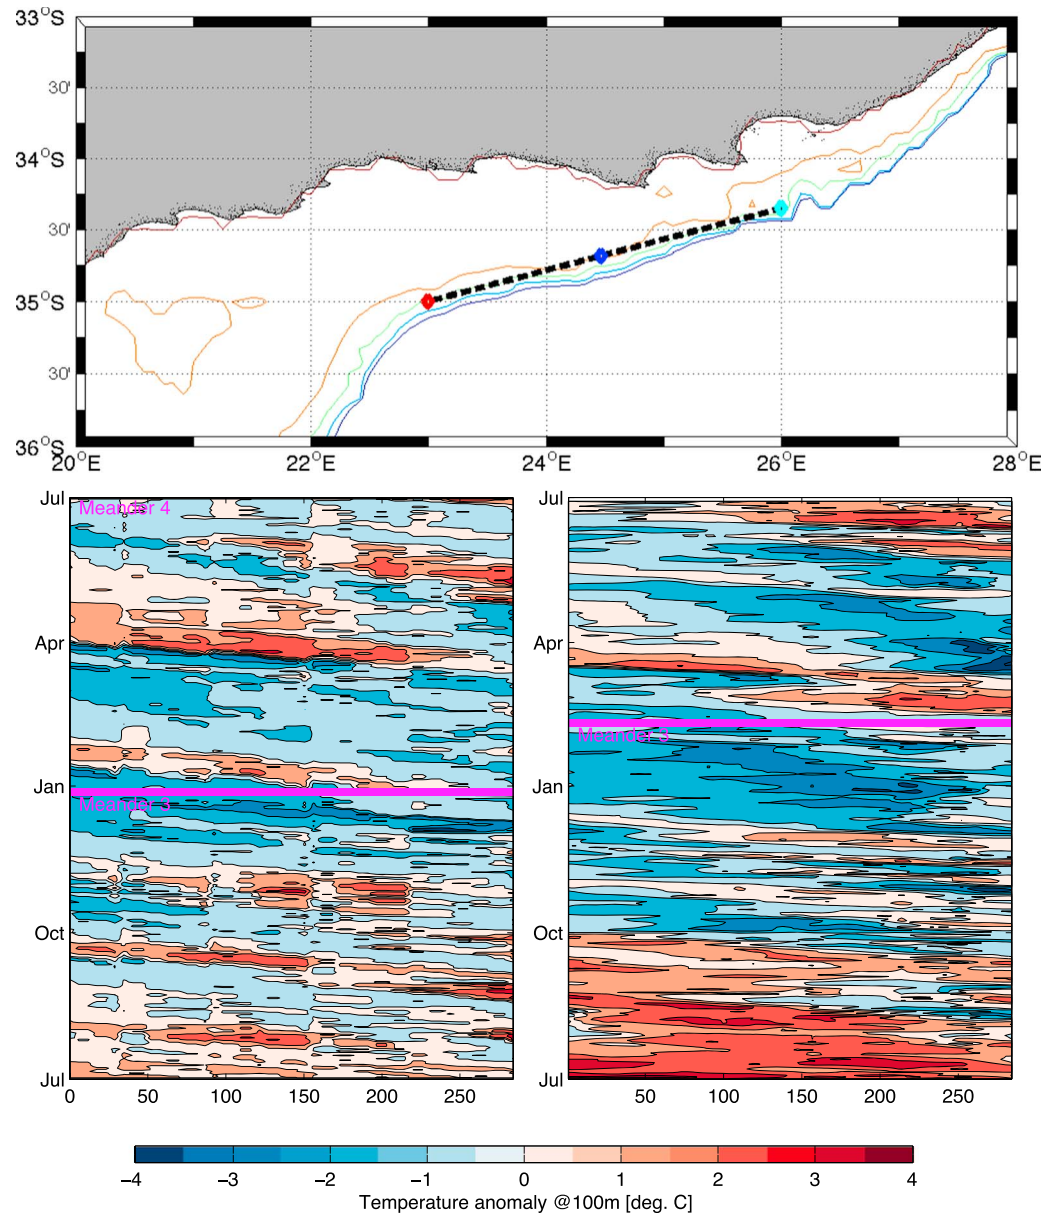 33°S
30'
34°S
30'
35°S
30'
36°S
20°E 22°E 24°E 26°E 28°E
Jul Jul
Meander 4
Apr Apr
Meander 3
Jan Jan
Meander 3
Oct Oct
Jul Jul
0 50 100 150 200 250 50 100 150 200 250
−4 −3 −2 −1 0 1 2 3 4
Temperature anomaly @100m [deg. C]